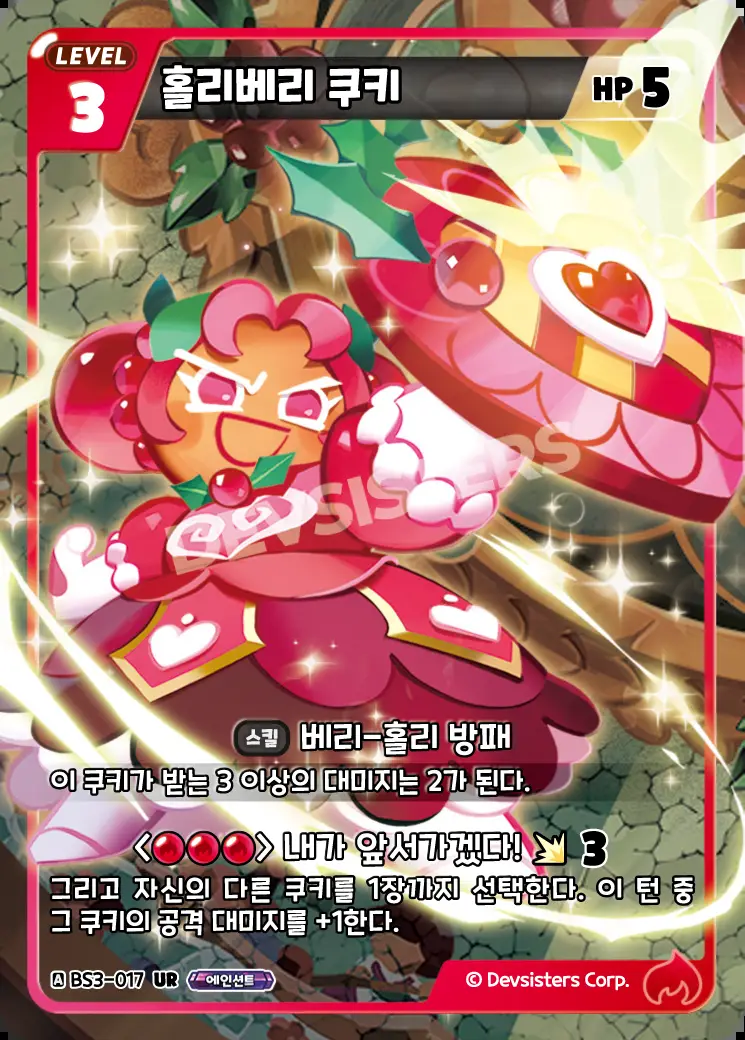 LEVEL
3
홀리베리 쿠키
HP 5
DEVSISTERS
스킬 베리-홀리 방패
이 쿠키가 받는 3 이상의 대미지는 2가 된다.
<●●●> 내가 앞서가겠다! 3
그리고 자신의 다른 쿠키를 1장까지 선택한다. 이 턴 중
그 쿠키의 공격 대미지를 +1한다.
A BS3-017 UR 에인션트
© Devsisters Corp.